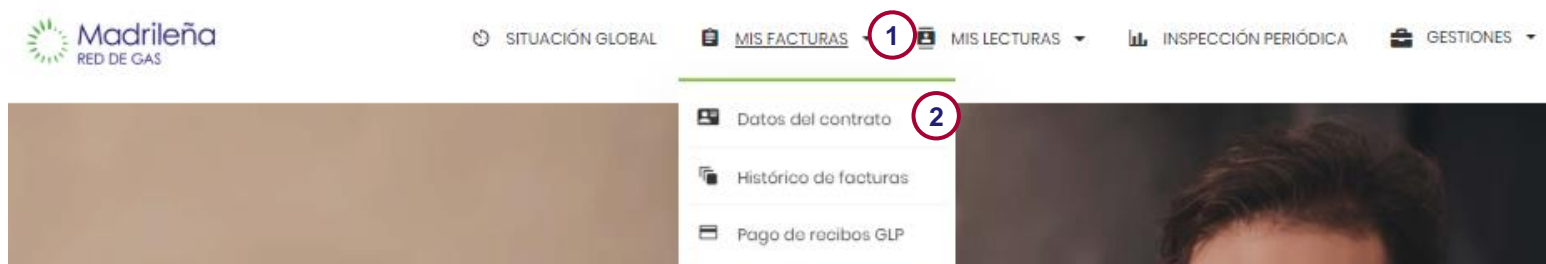 Madrileña
RED DE GAS
SITUACIÓN GLOBAL MIS FACTURAS 1 MIS LECTURAS INSPECCIÓN PERIÓDICA GESTIONES
Datos del contrato 2
Histórico de facturas
Pago de recibos GLP